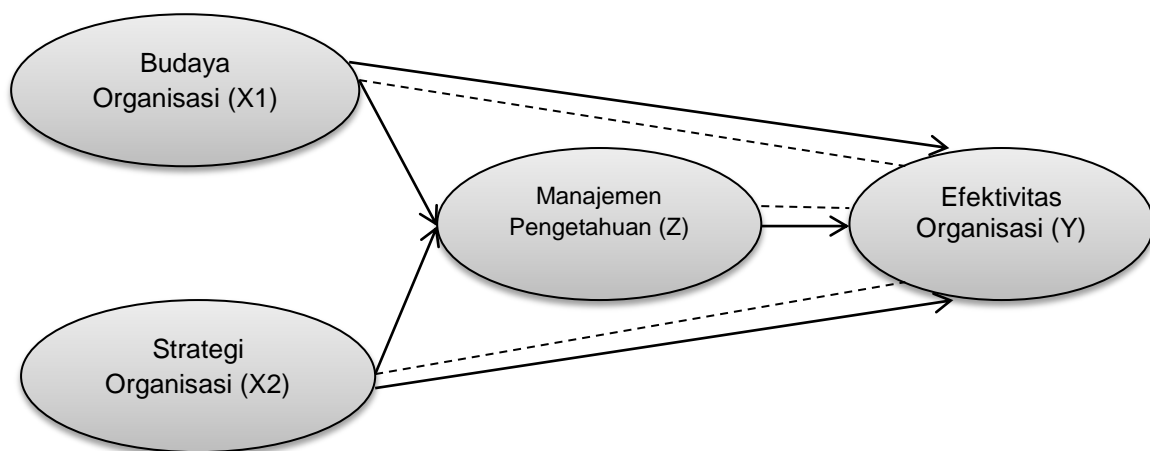 Budaya
Organisasi (X1)
Manajemen
Pengetahuan (Z)
Efektivitas
Organisasi (Y)
Strategi
Organisasi (X2)